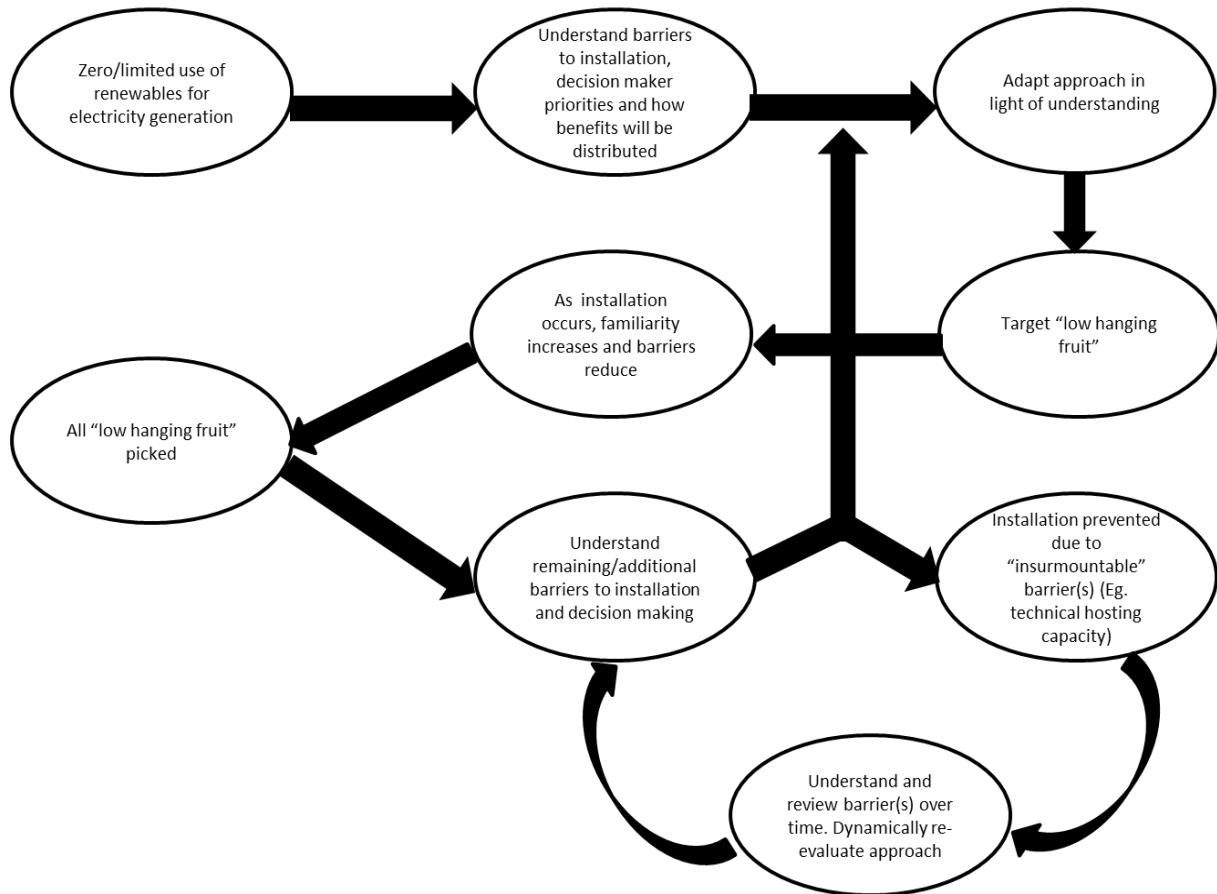 Zero/limited use of
renewables for
electricity generation
Understand barriers
to installation,
decision maker
priorities and how
benefits will be
distributed
Adapt approach in
light of understanding
Target “low hanging
fruit”
As installation
occurs, familiarity
increases and barriers
reduce
All “low hanging fruit”
picked
Understand
remaining/additional
barriers to installation
and decision making
Installation prevented
due to
“insurmountable”
barrier(s) (Eg.
technical hosting
capacity)
Understand and
review barrier(s) over
time. Dynamically re-
evaluate approach